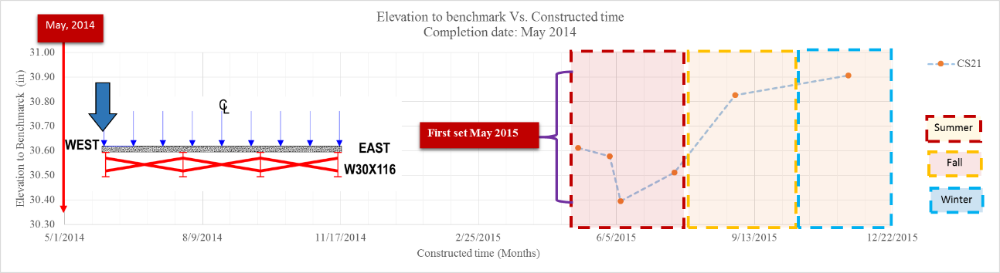 Elevation to benchmark Vs. Constructed time
Completion date: May 2014
May, 2014
Elevation to Benchmarck (in)
31.00
30.90
30.80
30.70
30.60
30.50
30.40
30.30
CL
WEST
EAST
W30X116
First set May 2015
5/1/2014
8/9/2014
11/17/2014
2/25/2015
6/5/2015
9/13/2015
12/22/2015
Constructed time (Months)
CS21
Summer
Fall
Winter